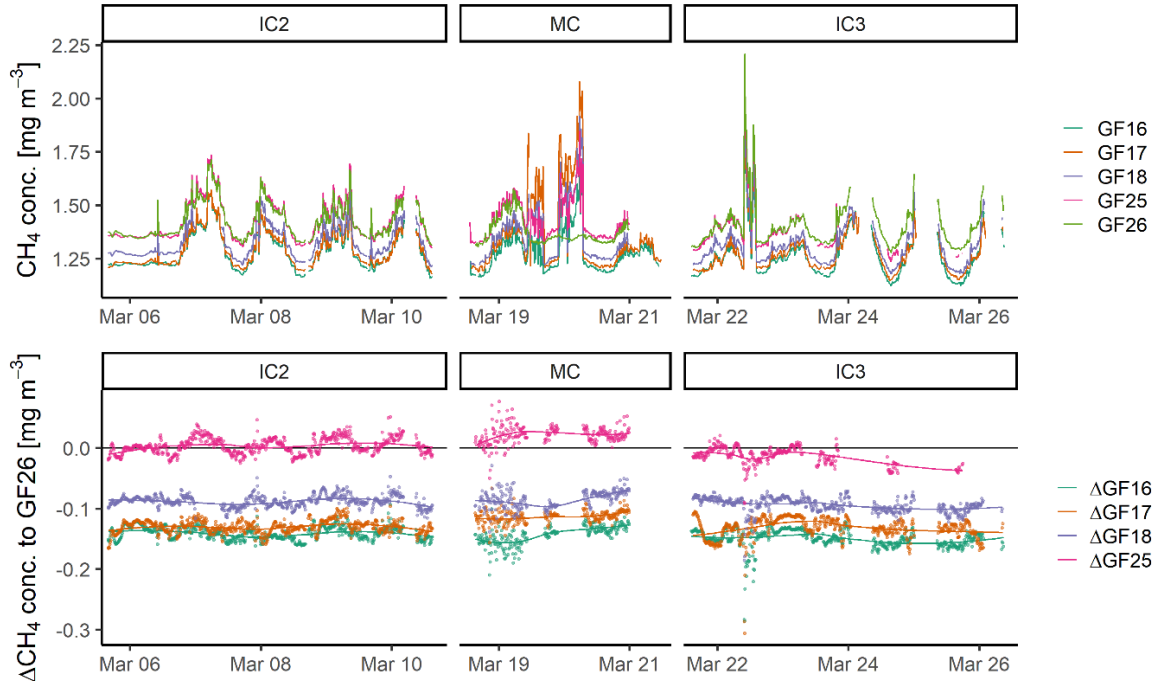 IC2 MC IC3
CH₄ conc. [mg m⁻³]
2.25
2.00
1.75
1.50
1.25
Mar 06 Mar 08 Mar 10 Mar 19 Mar 21 Mar 22 Mar 24 Mar 26
GF16
GF17
GF18
GF25
GF26
IC2 MC IC3
ΔCH₄ conc. to GF26 [mg m⁻³]
0.0
-0.1
-0.2
-0.3
Mar 06 Mar 08 Mar 10 Mar 19 Mar 21 Mar 22 Mar 24 Mar 26
ΔGF16
ΔGF17
ΔGF18
ΔGF25